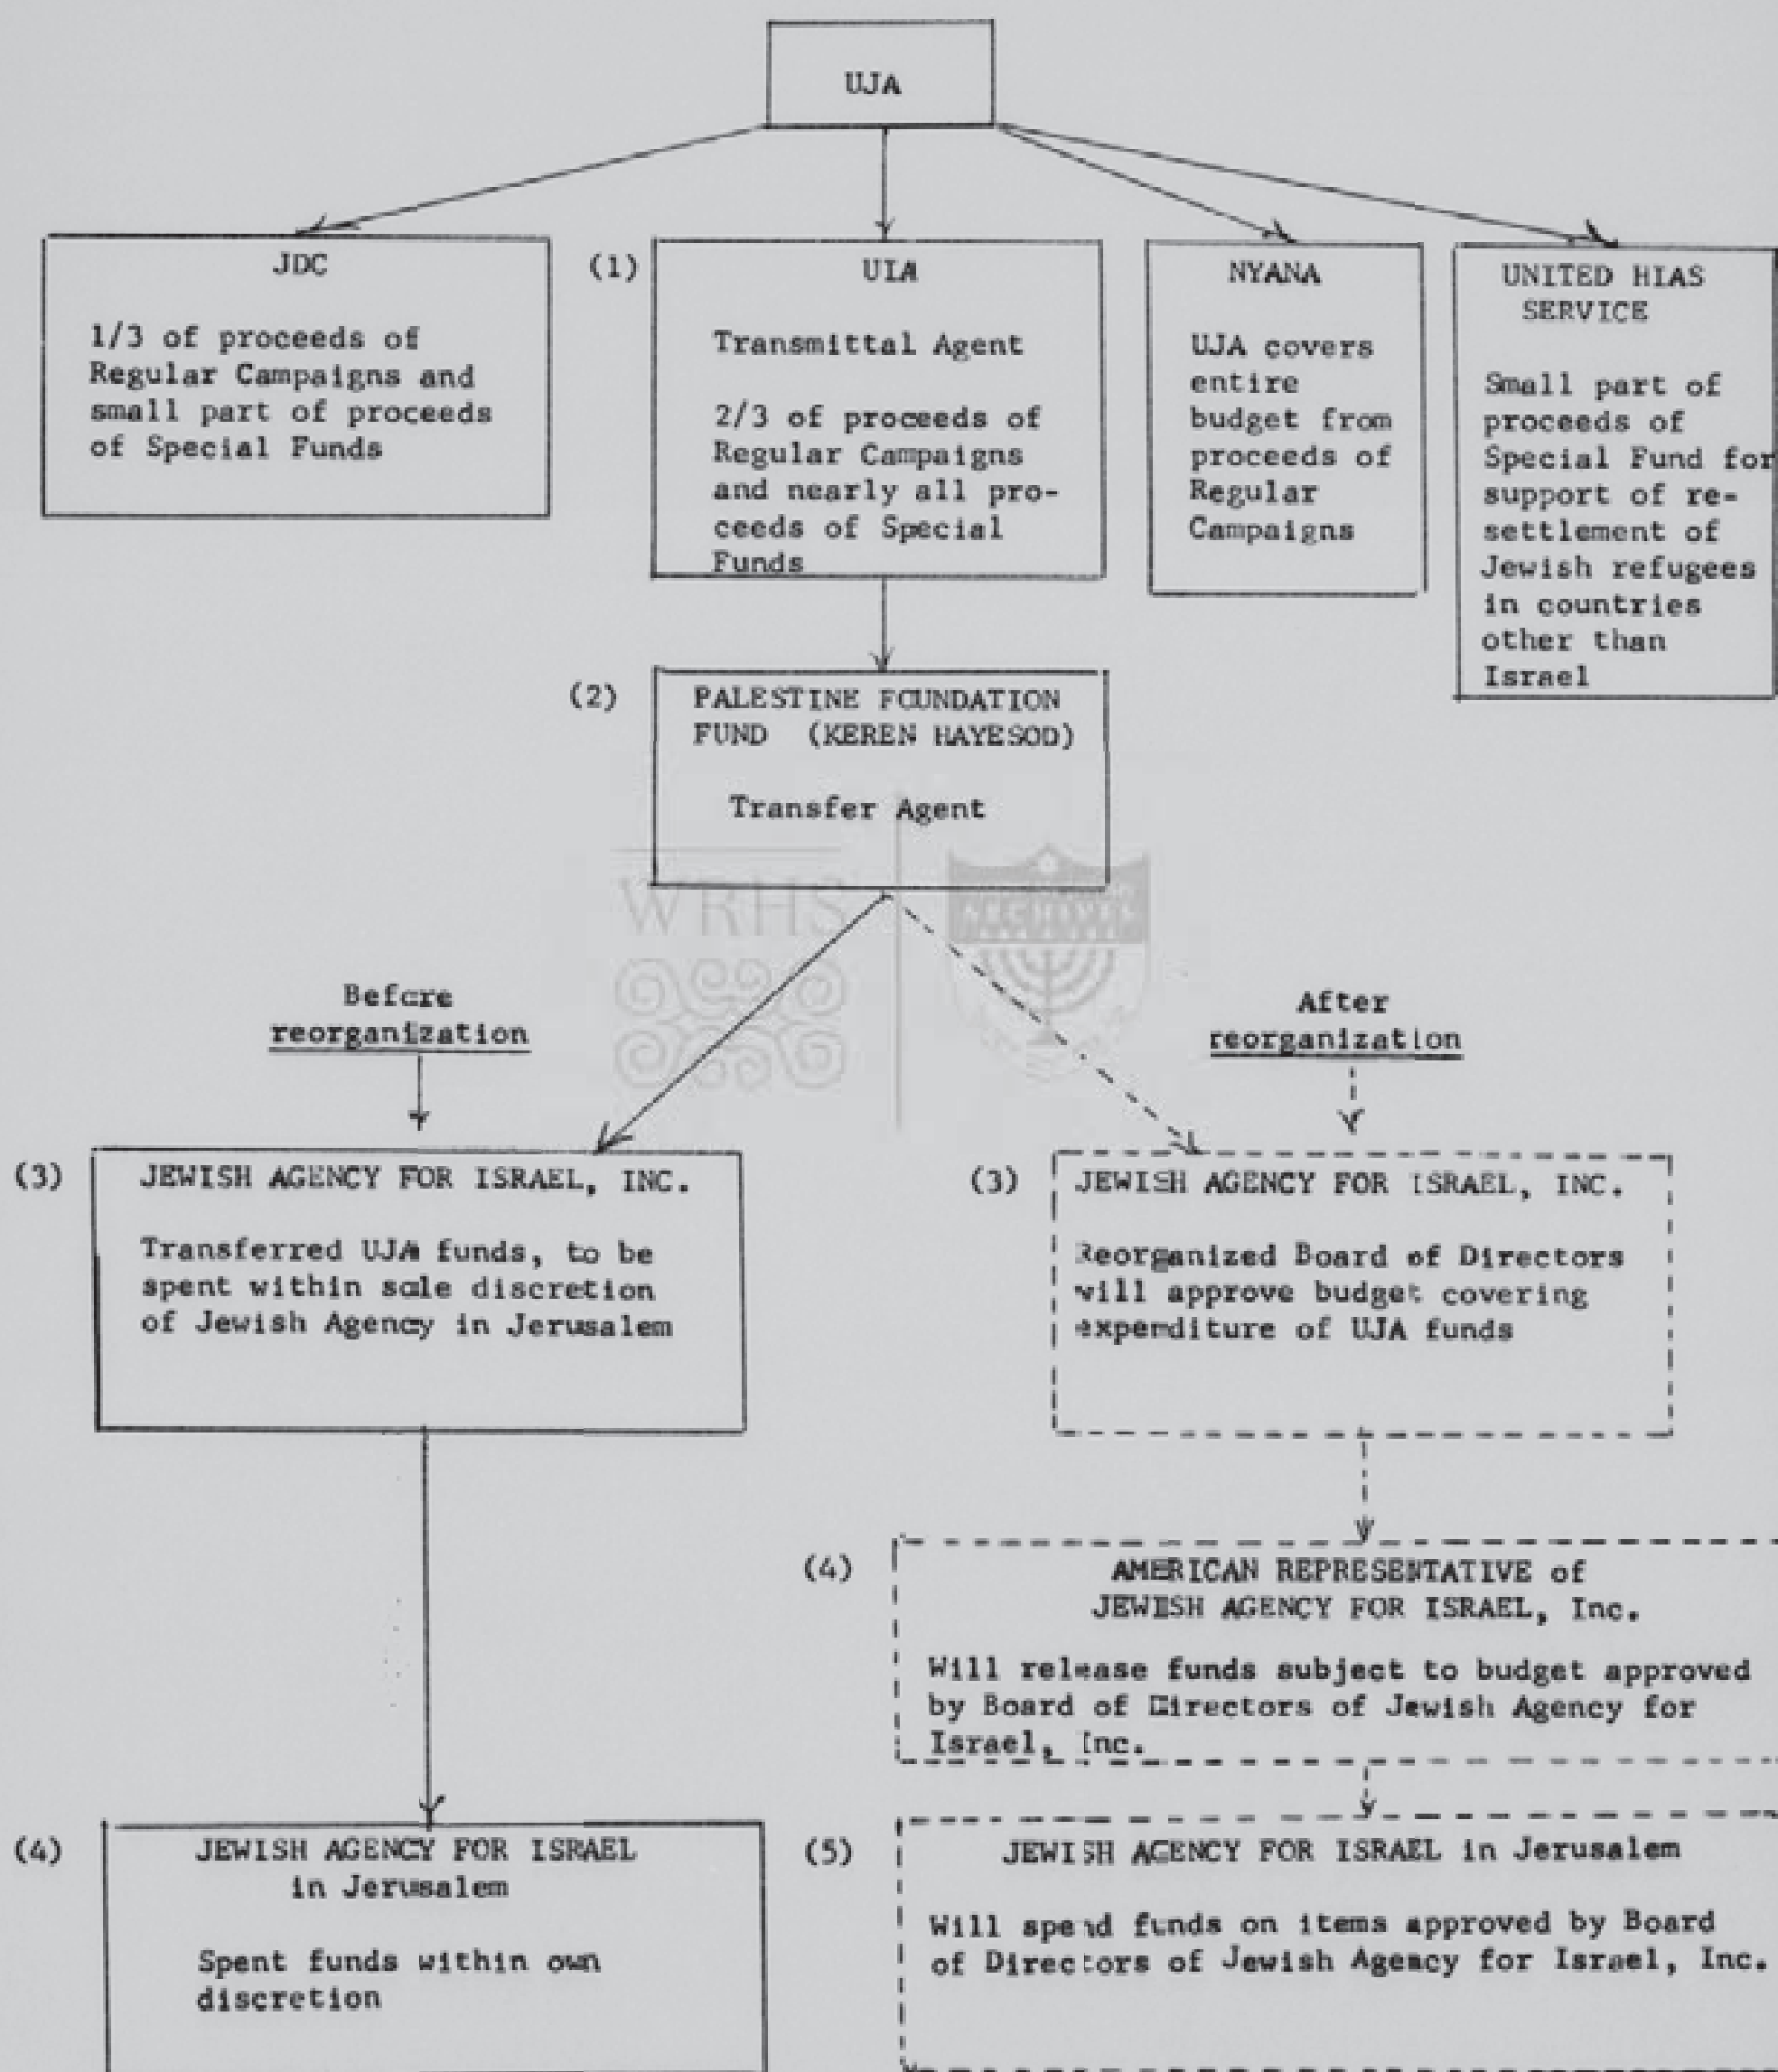 UJA
JDC
1/3 of proceeds of
Regular Campaigns and
small part of proceeds
of Special Funds
(1)
UIA
Transmittal Agent
2/3 of proceeds of
Regular Campaigns
and nearly all pro-
ceeds of Special
Funds
NYANA
UJA covers
entire
budget from
proceeds of
Regular
Campaigns
UNITED HIAS
SERVICE
Small part of
proceeds of
Special Fund for
support of re-
settlement of
Jewish refugees
in countries
other than
Israel
(2)
PALESTINE FOUNDATION
FUND (KEREN HAYESOD)
Transfer Agent
WRHS
ARCHIVES
Before
reorganization
After
reorganization
(3)
JEWISH AGENCY FOR ISRAEL, INC.
Transferred UJA funds, to be
spent within sole discretion
of Jewish Agency in Jerusalem
(3)
JEWISH AGENCY FOR ISRAEL, INC.
Reorganized Board of Directors
will approve budget covering
expenditure of UJA funds
(4)
AMERICAN REPRESENTATIVE of
JEWISH AGENCY FOR ISRAEL, Inc.
Will release funds subject to budget approved
by Board of Directors of Jewish Agency for
Israel, Inc.
(4)
JEWISH AGENCY FOR ISRAEL
in Jerusalem
Spent funds within own
discretion
(5)
JEWISH AGENCY FOR ISRAEL in Jerusalem
Will spend funds on items approved by Board
of Directors of Jewish Agency for Israel, Inc.